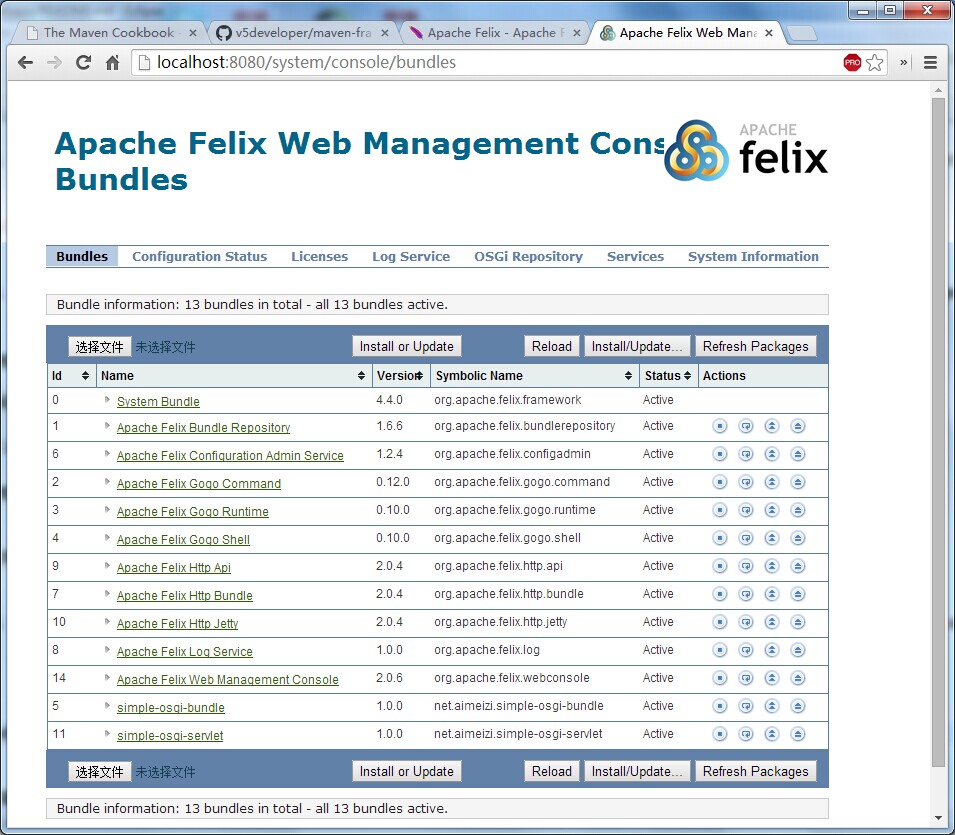 The Maven Cookbook
v5developer/maven-fra
Apache Felix - Apache F
Apache Felix Web Mana
localhost:8080/system/console/bundles
PRO
Apache Felix Web Management Cons
Bundles
APACHE
felix
Bundles Configuration Status Licenses Log Service OSGi Repository Services System Information
Bundle information: 13 bundles in total - all 13 bundles active.
选择文件 未选择文件 Install or Update Reload Install/Update... Refresh Packages
Id Name Version Symbolic Name Status Actions
0 System Bundle 4.4.0 org.apache.felix.framework Active
1 Apache Felix Bundle Repository 1.6.6 org.apache.felix.bundlerepository Active
6 Apache Felix Configuration Admin Service 1.2.4 org.apache.felix.configadmin Active
2 Apache Felix Gogo Command 0.12.0 org.apache.felix.gogo.command Active
3 Apache Felix Gogo Runtime 0.10.0 org.apache.felix.gogo.runtime Active
4 Apache Felix Gogo Shell 0.10.0 org.apache.felix.gogo.shell Active
9 Apache Felix Http Api 2.0.4 org.apache.felix.http.api Active
7 Apache Felix Http Bundle 2.0.4 org.apache.felix.http.bundle Active
10 Apache Felix Http Jetty 2.0.4 org.apache.felix.http.jetty Active
8 Apache Felix Log Service 1.0.0 org.apache.felix.log Active
14 Apache Felix Web Management Console 2.0.6 org.apache.felix.webconsole Active
5 simple-osgi-bundle 1.0.0 net.aimeizi.simple-osgi-bundle Active
11 simple-osgi-servlet 1.0.0 net.aimeizi.simple-osgi-servlet Active
选择文件 未选择文件 Install or Update Reload Install/Update... Refresh Packages
Bundle information: 13 bundles in total - all 13 bundles active.